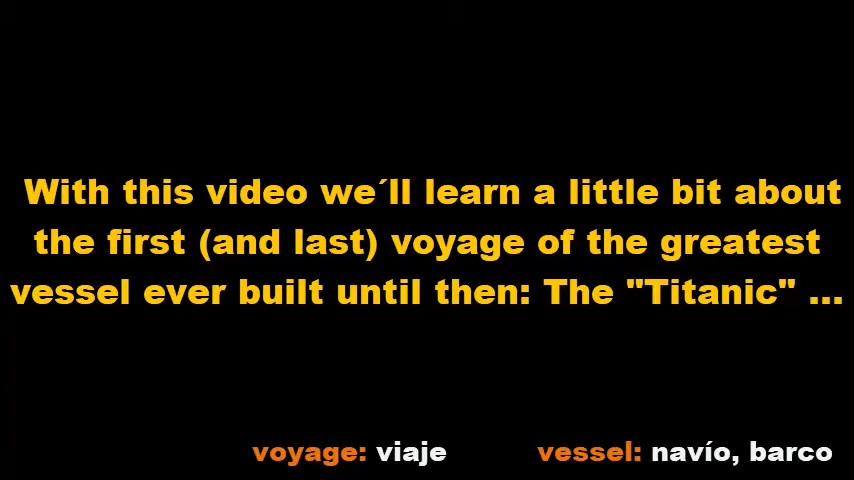 With this video we´ll learn a little bit about
the first (and last) voyage of the greatest
vessel ever built until then: The "Titanic" ...
voyage: viaje vessel: navío, barco